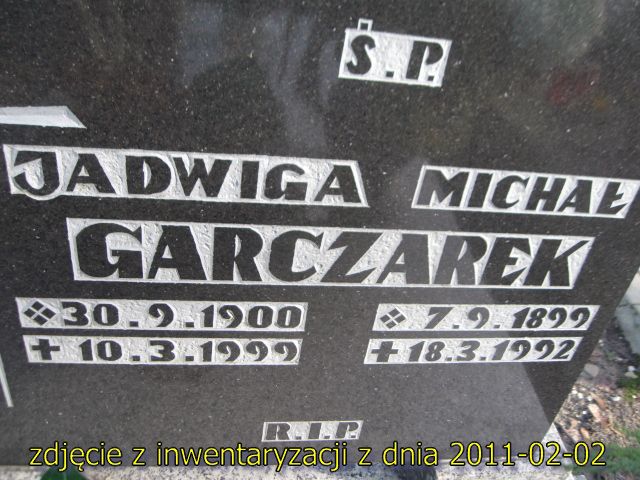 Ś.P.
JADWIGA MICHAŁ
GARCZAREK
30.9.1900 7.9.1899
+ 10.3.1999 + 18.3.1992
R.I.P.
zdjęcie z inwentaryzacji z dnia 2011-02-02